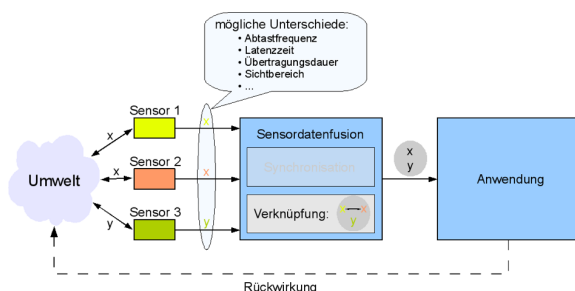 mögliche Unterschiede:
• Abtastfrequenz
• Latenzzeit
• Übertragungsdauer
• Sichtbereich
• ...
Sensor 1
x
x
Sensordatenfusion
Synchronisation
Sensor 2
x
x
Umwelt
x
y
Anwendung
Sensor 3
y
y
Verknüpfung:
x x
y
Rückwirkung